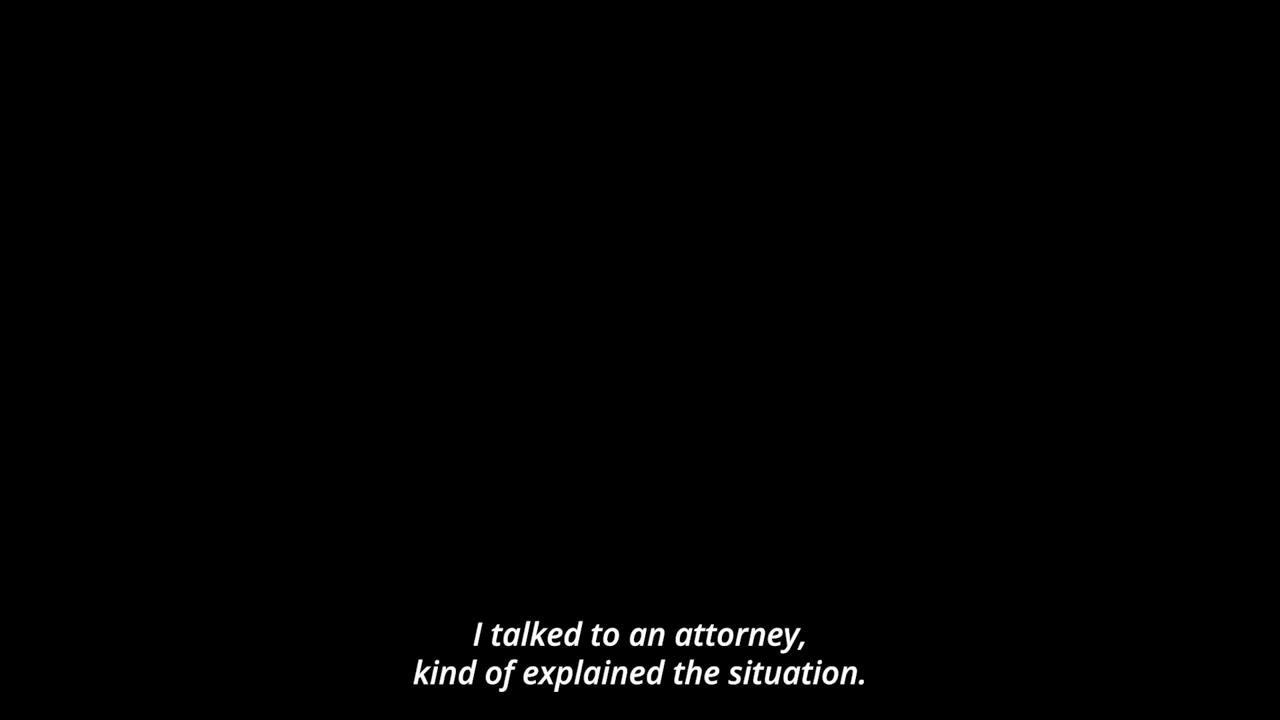 I talked to an attorney,
kind of explained the situation.